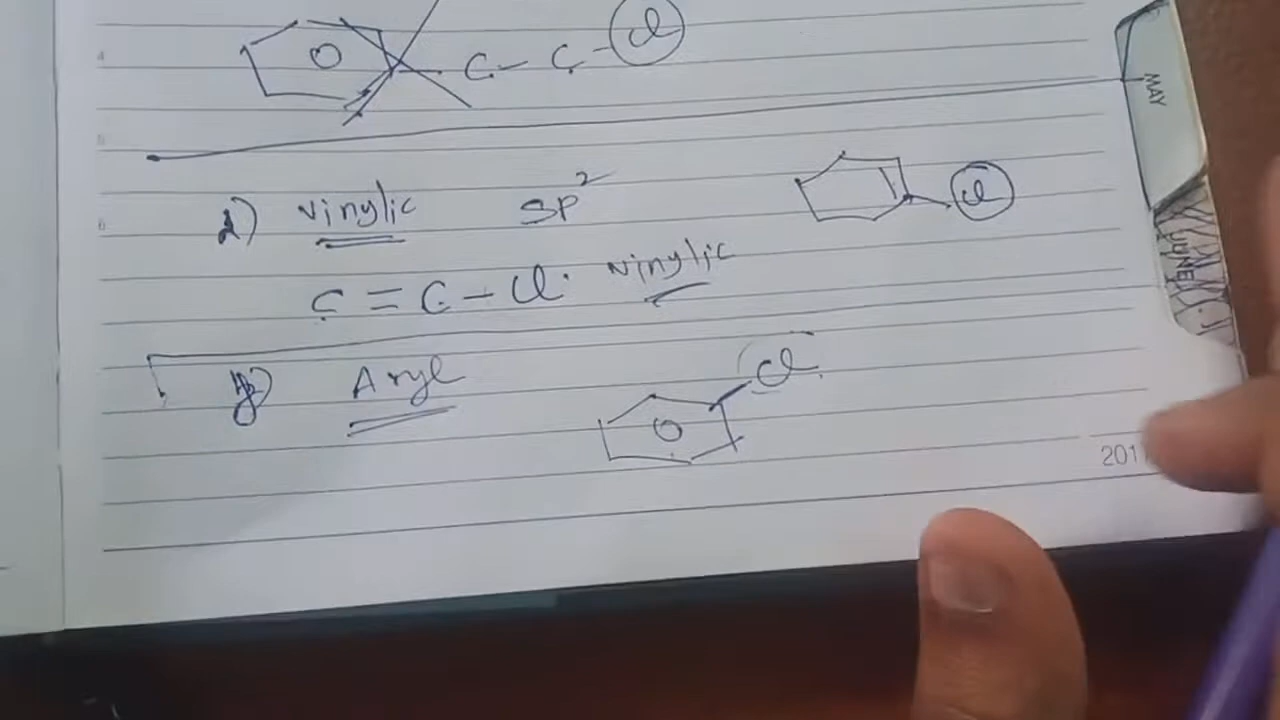 C - C - Cl
2) Vinylic SP² Cl
C = C - Cl. Vinylic
Aryl Cl
MAY
JUNE
201